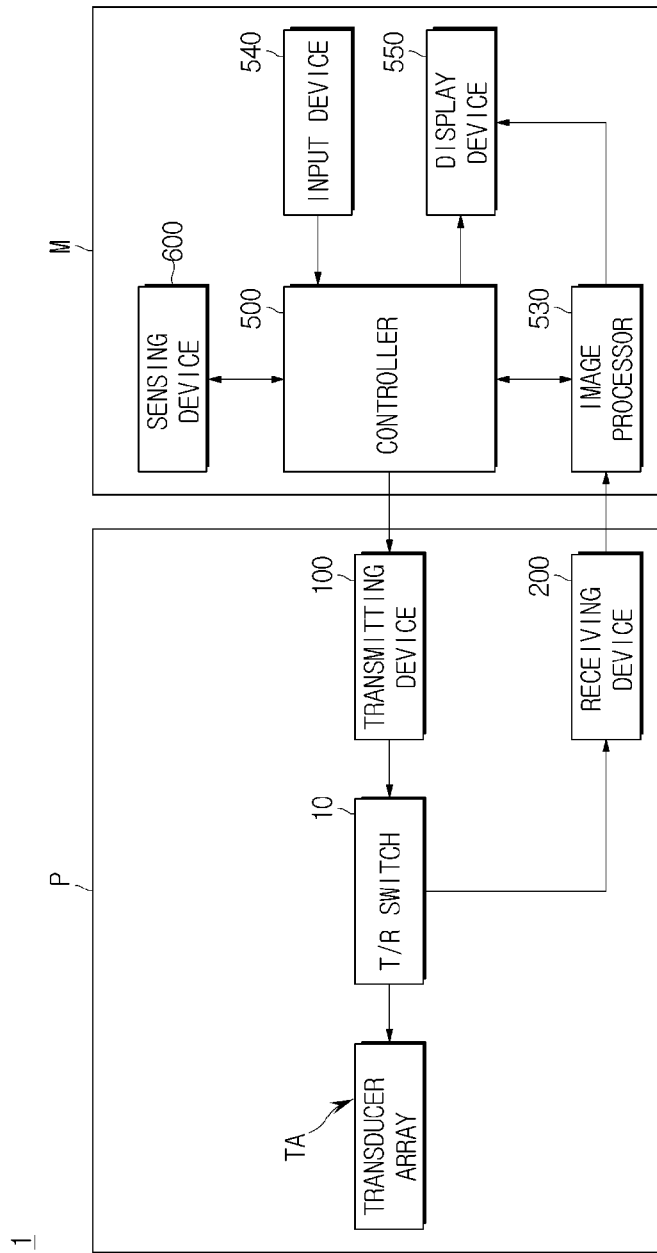 1
P
M
TA
TRANSDUCER
ARRAY
10
T/R SWITCH
100
TRANSMITTING
DEVICE
200
RECEIVING
DEVICE
600
SENSING
DEVICE
500
CONTROLLER
530
IMAGE
PROCESSOR
540
INPUT DEVICE
550
DISPLAY
DEVICE